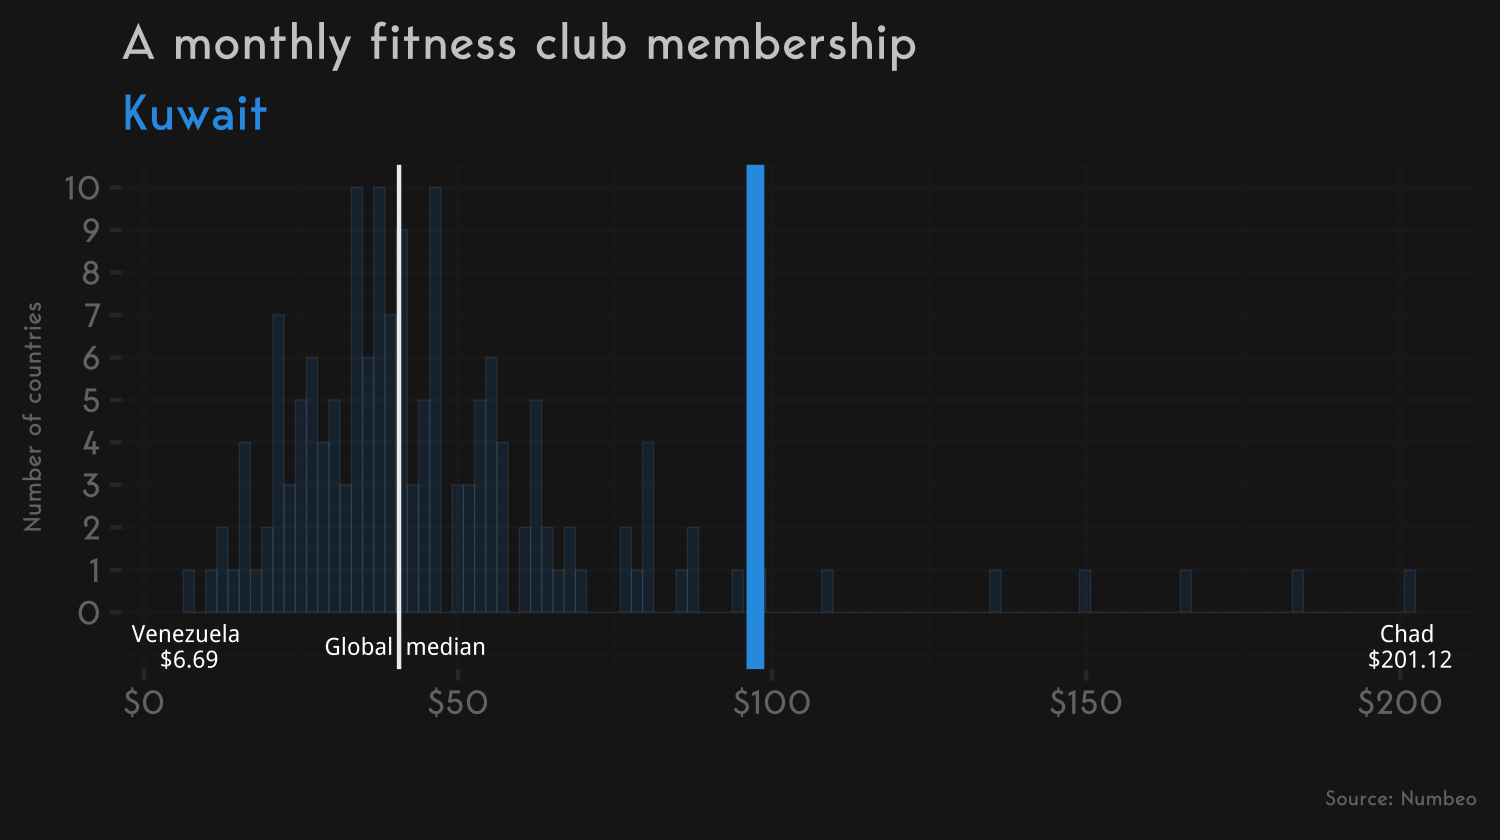 A monthly fitness club membership
Kuwait
Number of countries
10
9
8
7
6
5
4
3
2
1
0
Venezuela
$6.69
Global median
Chad
$201.12
$0 $50 $100 $150 $200
Source: Numbeo